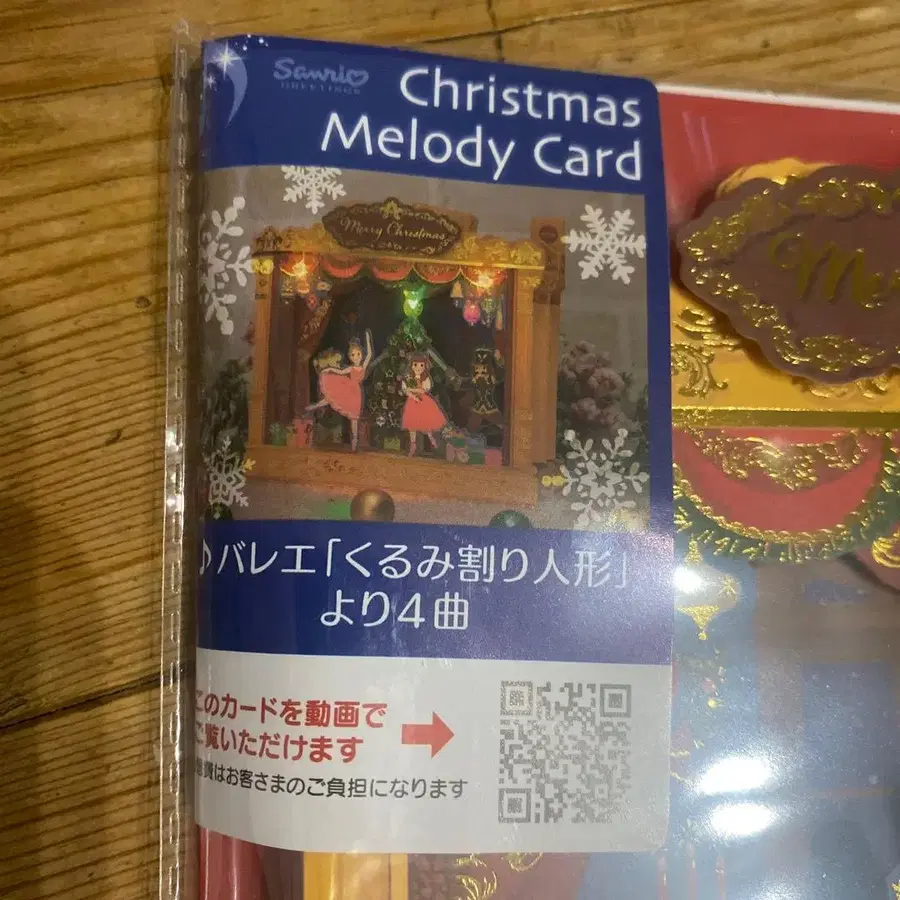 Sanrio
GREETINGS
Christmas
Melody Card
Merry Christmas
Me
♪バレエ「くるみ割り人形」
より4曲
このカードを動画で
ご覧いただけます
費はお客さまのご負担になります